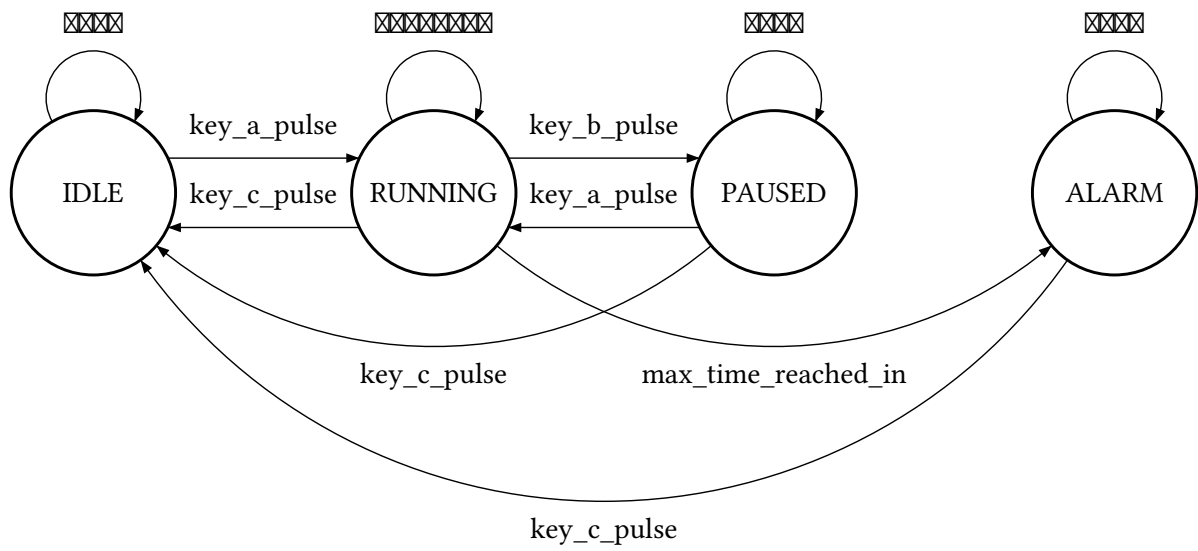 key_a_pulse
key_b_pulse
IDLE
key_c_pulse
RUNNING
key_a_pulse
PAUSED
ALARM
key_c_pulse
max_time_reached_in
key_c_pulse